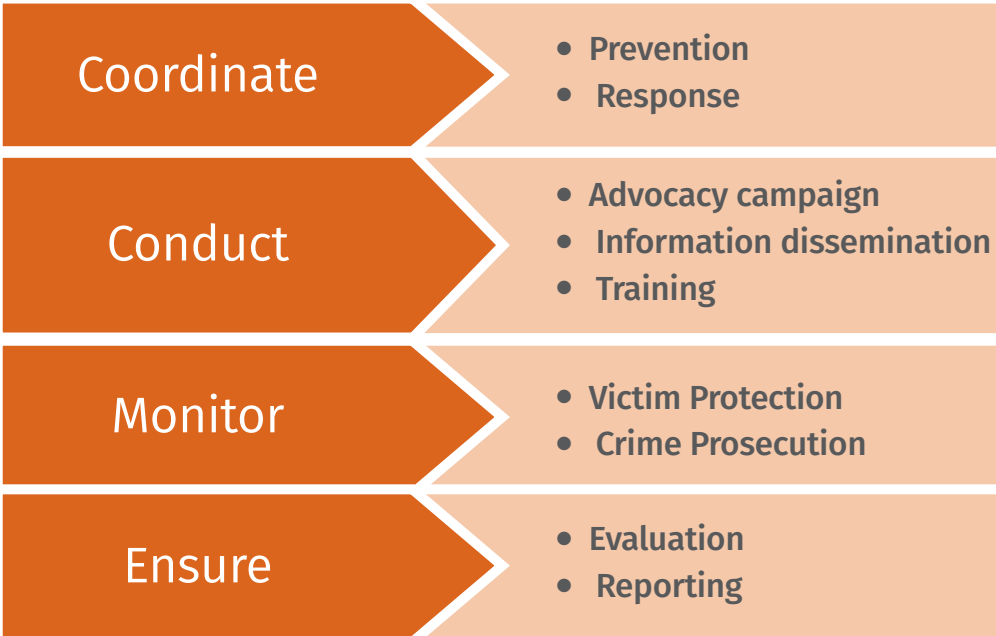 Coordinate
• Prevention
• Response
Conduct
• Advocacy campaign
• Information dissemination
• Training
Monitor
• Victim Protection
• Crime Prosecution
Ensure
• Evaluation
• Reporting